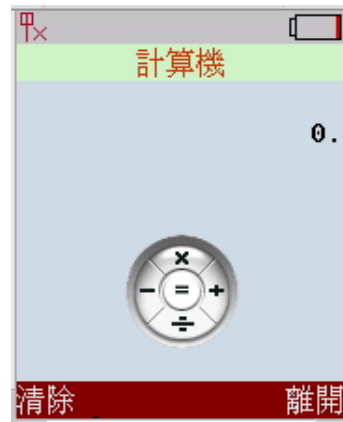 計算機
0.
×
− = +
÷
清除 離開